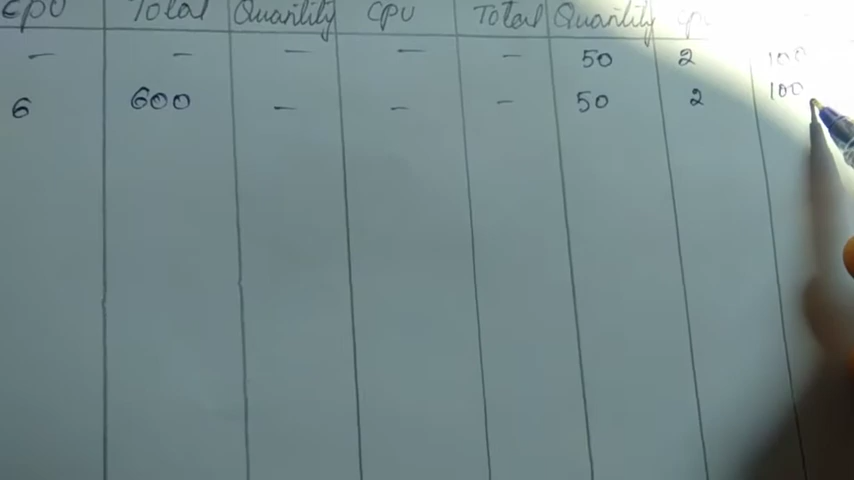 CPU Total Quantity CPU Total Quantity
— — — — — 50 2 100
6 600 — — — 50 2 100